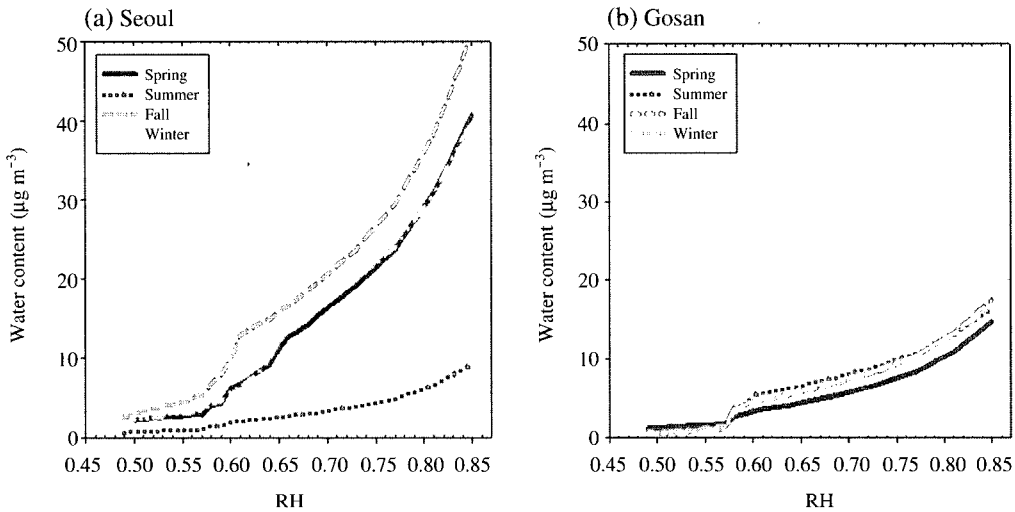 (a) Seoul
50
40
30
20
10
0
Water content (µg m⁻³)
Spring
Summer
Fall
Winter
0.45 0.50 0.55 0.60 0.65 0.70 0.75 0.80 0.85
RH
(b) Gosan
50
40
30
20
10
0
Water content (µg m⁻³)
Spring
Summer
Fall
Winter
0.45 0.50 0.55 0.60 0.65 0.70 0.75 0.80 0.85
RH